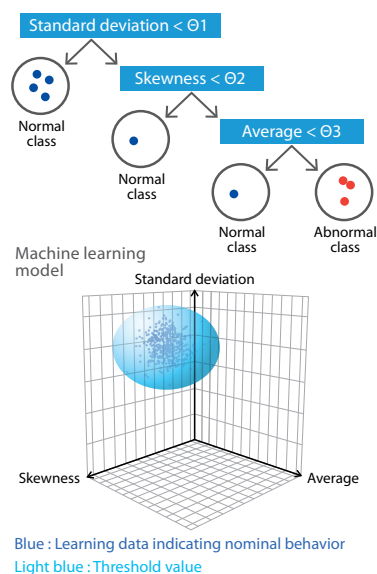 Standard deviation < Θ1
Normal
class
Skewness < Θ2
Normal
class
Average < Θ3
Normal
class
Abnormal
class
Machine learning
model
Standard deviation
Skewness
Average
Blue : Learning data indicating nominal behavior
Light blue : Threshold value